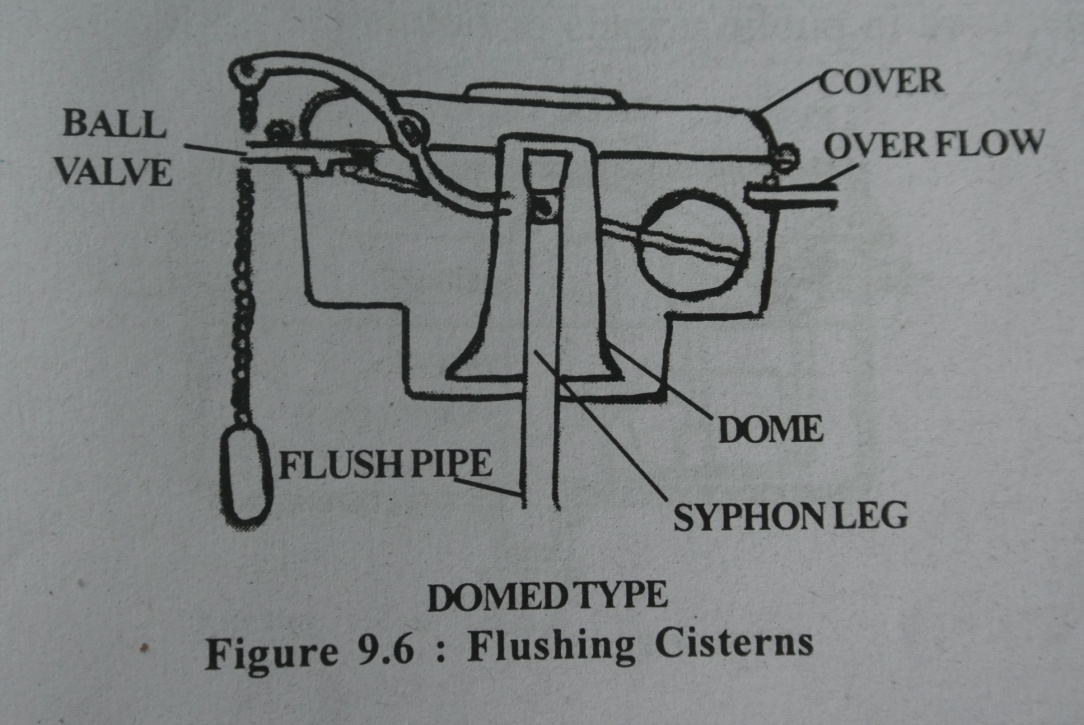 COVER
BALL
VALVE
OVER FLOW
DOME
FLUSH PIPE
SYPHON LEG
DOMED TYPE
Figure 9.6 : Flushing Cisterns